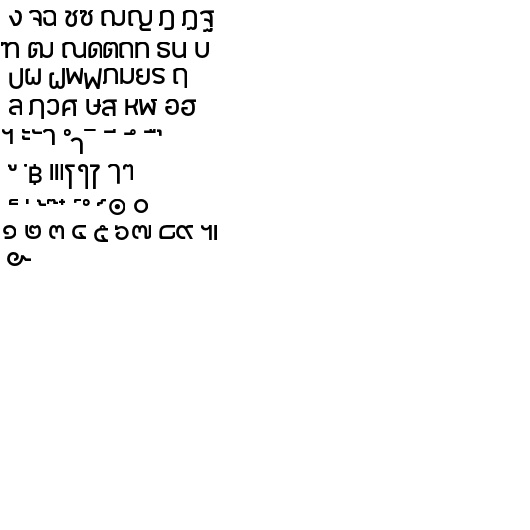 ง จฉ ชซ ฌญ ฎ ฏฐ
ฑ ฒ ณดตถท ธน บ
ปผ ฝพฟภมยร ฤ
ล ฦวศ ษส หฬ อฮ
ฯ ะ ำ
฿ เแโใไ าๆ
๏ ๐
๑ ๒ ๓ ๔ ๕ ๖๗ ๘๙ ๚
๛